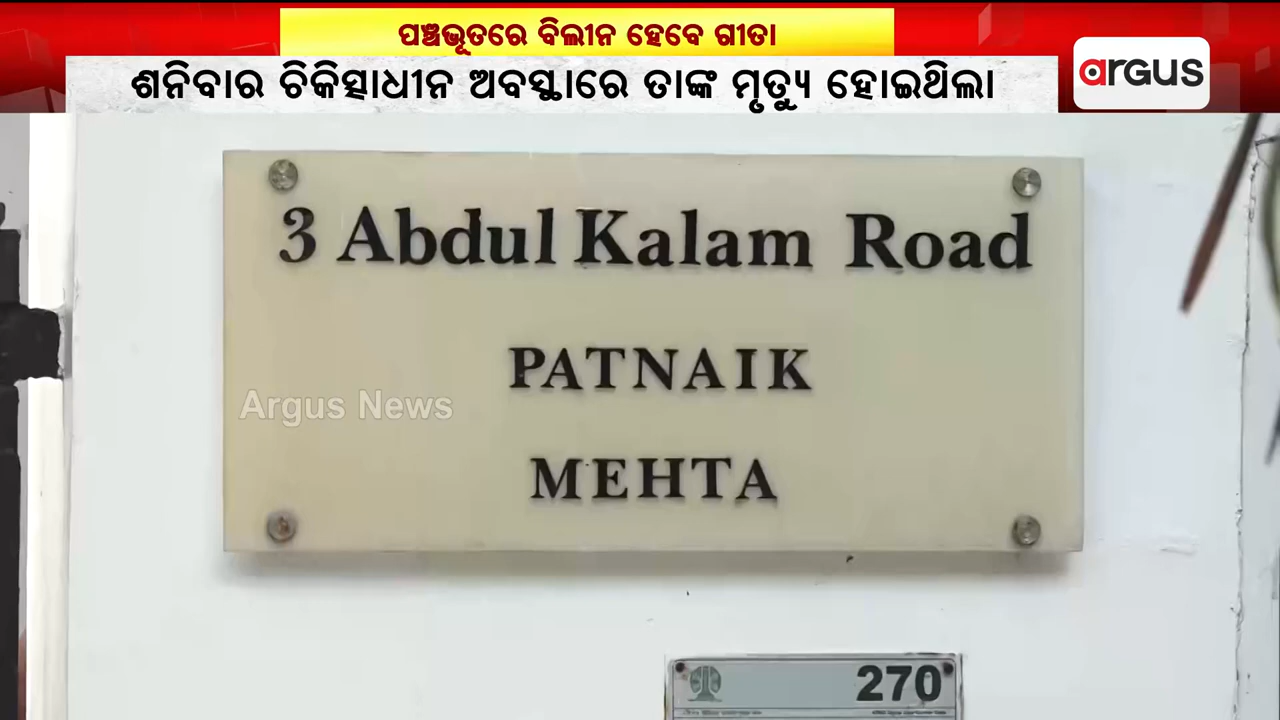 ପଞ୍ଚଭୂତରେ ବିଲୀନ ହେବେ ଗୀତା
ଶନିବାର ଚିକିତ୍ସାଧୀନ ଅବସ୍ଥାରେ ତାଙ୍କ ମୃତ୍ୟୁ ହୋଇଥିଲା
argus
3 Abdul Kalam Road
PATNAIK
Argus News
MEHTA
270